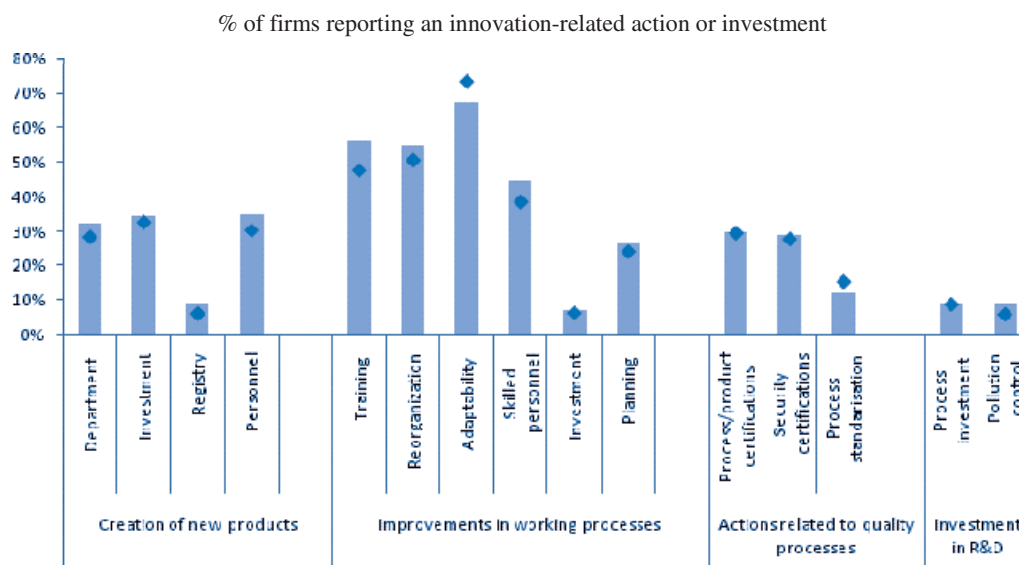 % of firms reporting an innovation-related action or investment
80%
70%
60%
50%
40%
30%
20%
10%
0%
Department
Investment
Registry
Personnel
Training
Reorganization
Adaptability
Skilled
personnel
Investment
Planning
Process/product
certifications
Security
certifications
Process
standarisation
Process
investment
Pollution
control
Creation of new products
Improvements in working processes
Actions related to quality
processes
Investment
in R&D